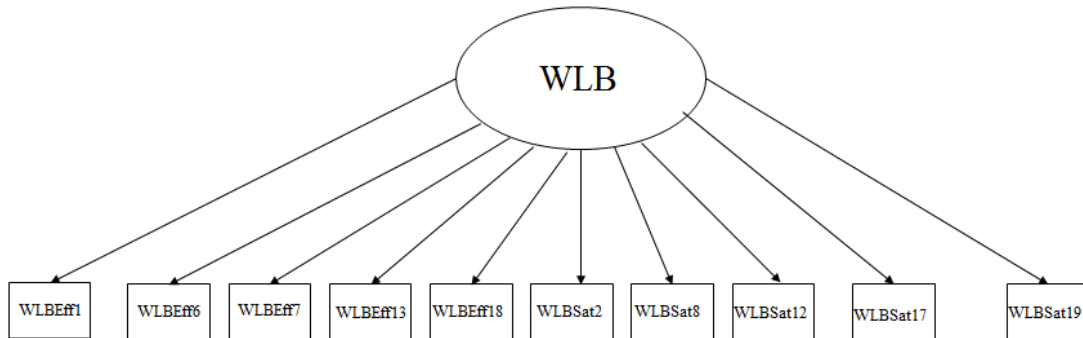 WLB
WLBEff1
WLBEff6
WLBEff7
WLBEff13
WLBEff18
WLBSat2
WLBSat8
WLBSat12
WLBSat17
WLBSat19